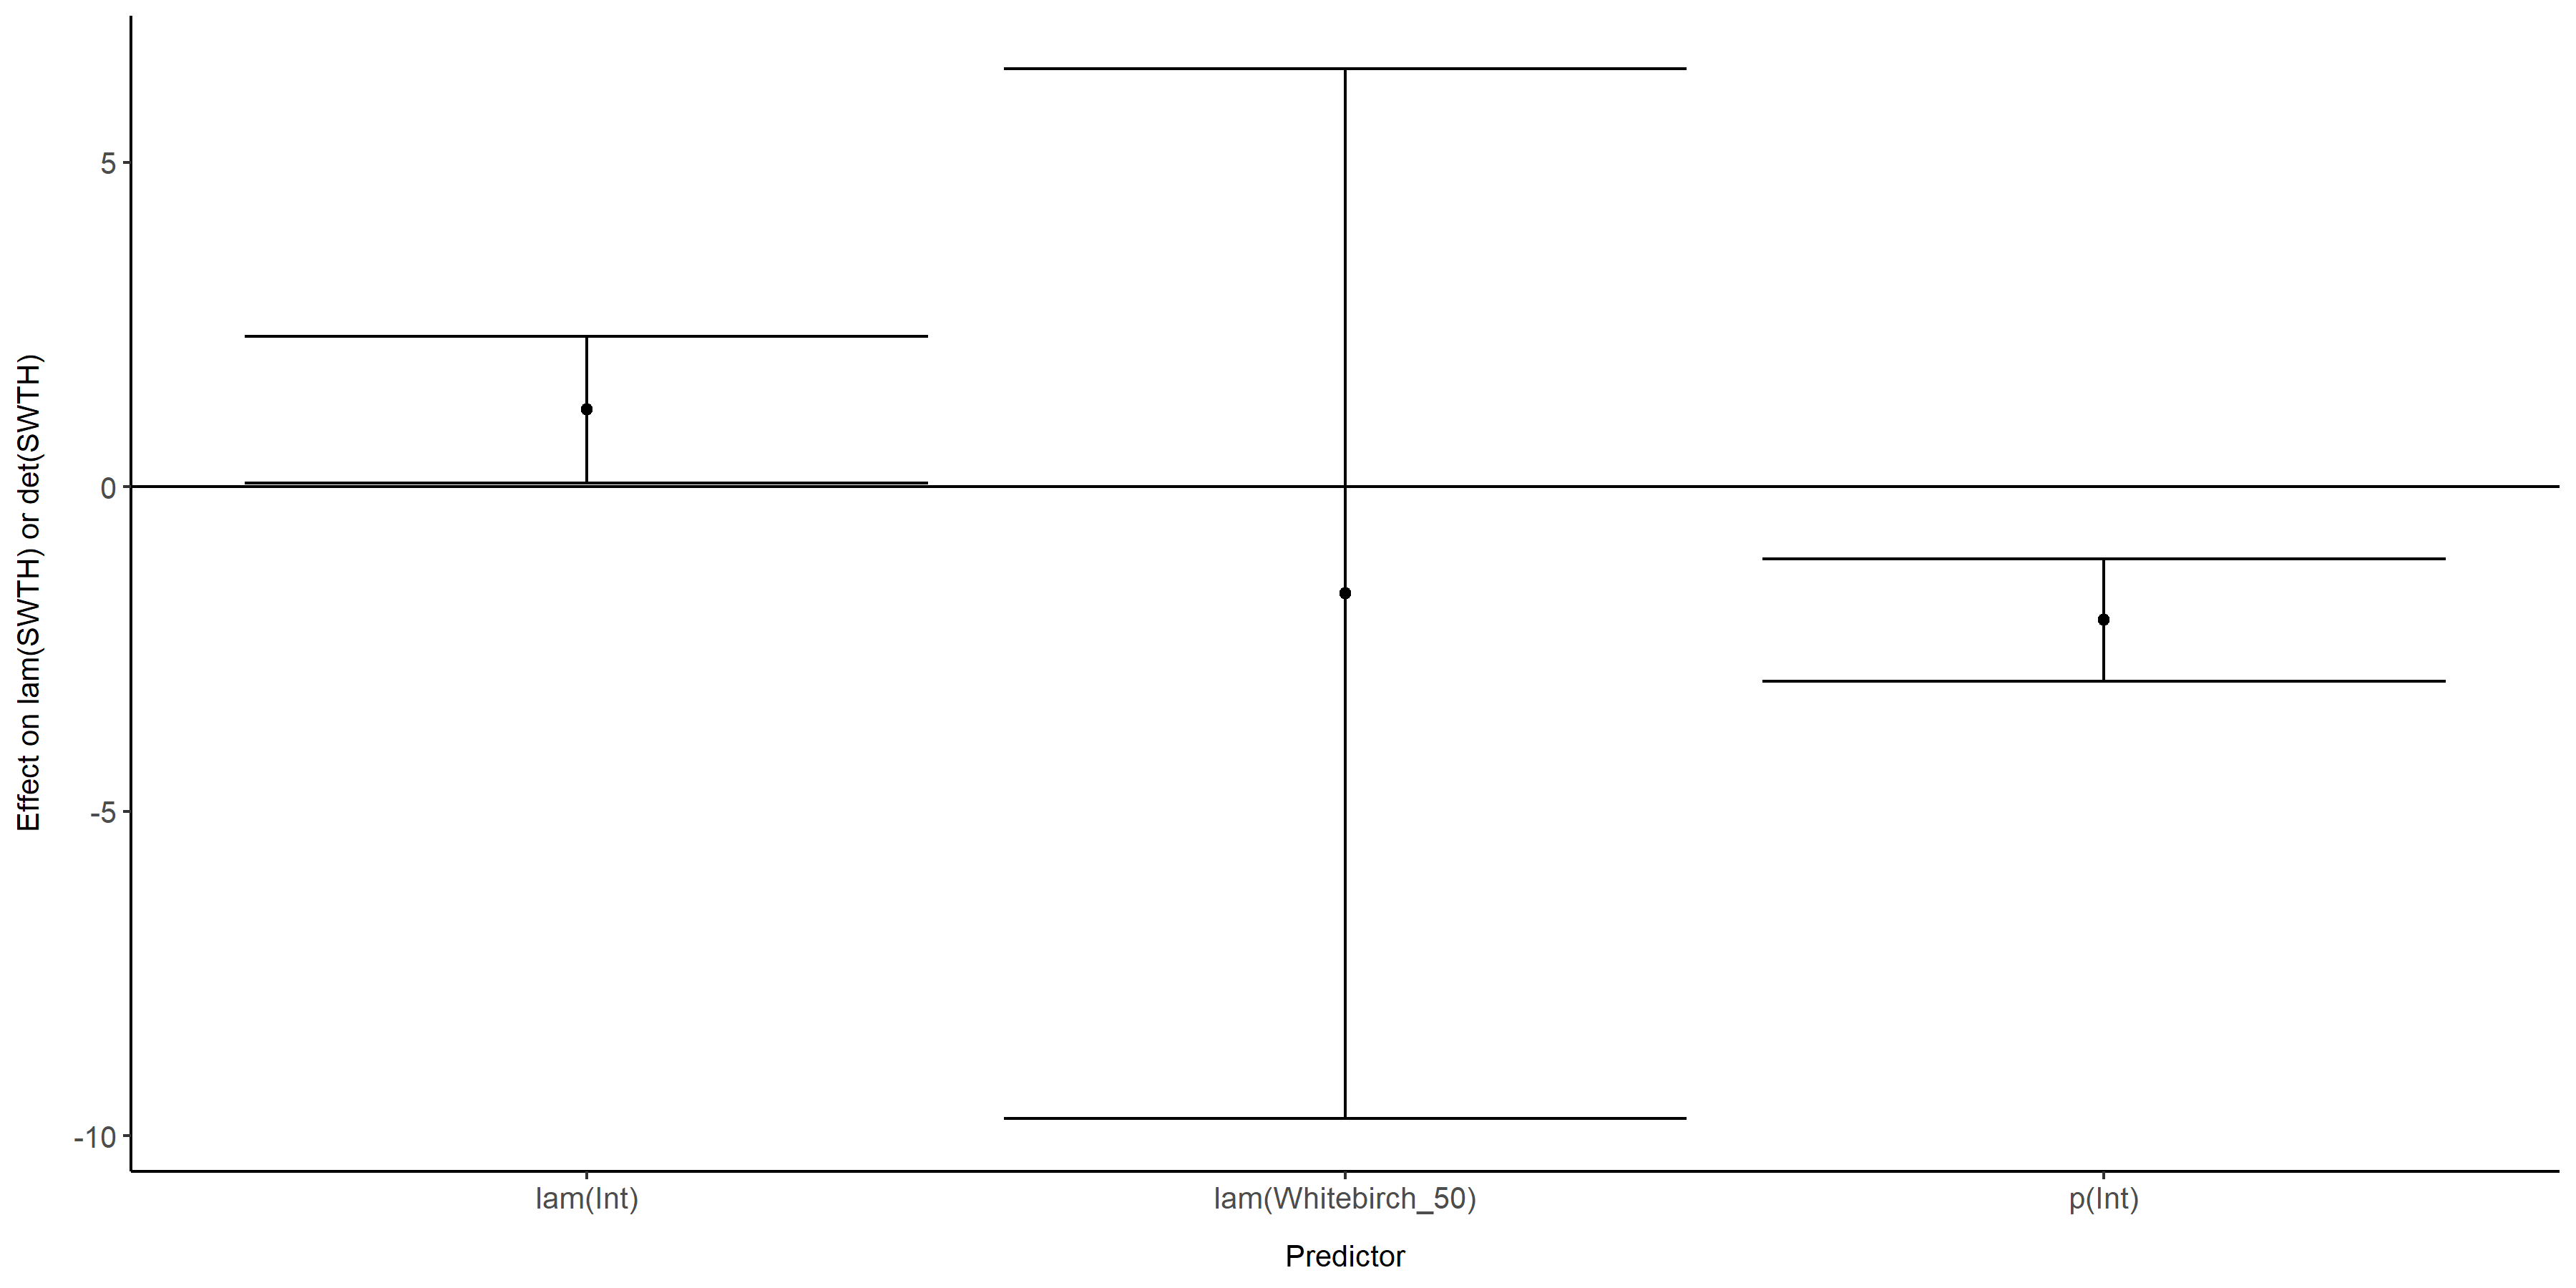 Effect on lam(SWTH) or det(SWTH)
5
0
-5
-10
lam(Int)
lam(Whitebirch_50)
p(Int)
Predictor